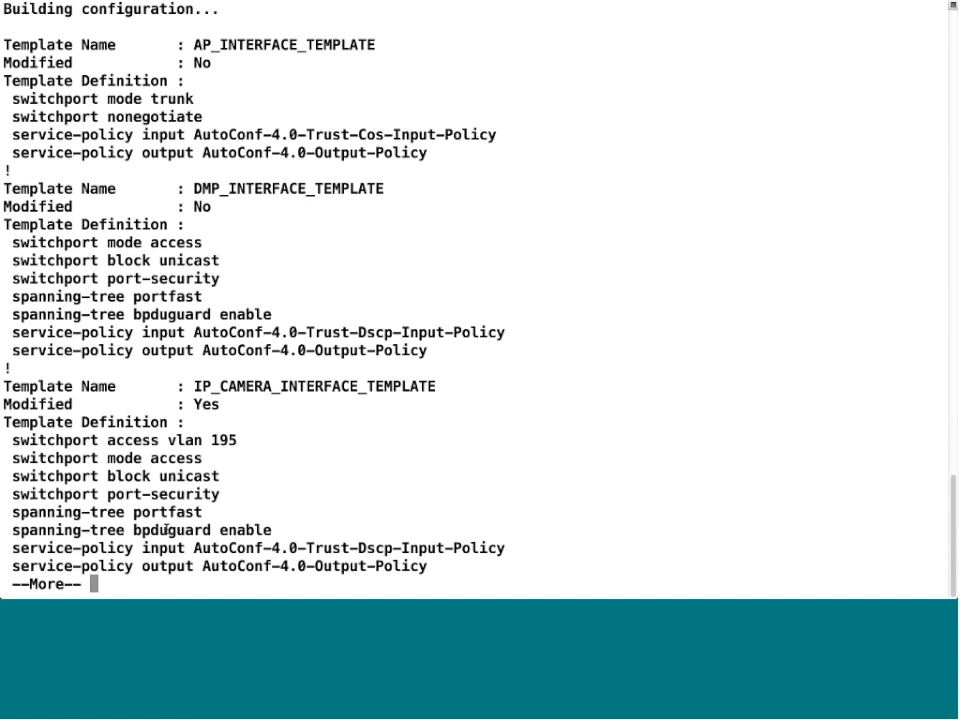 Building configuration...
Template Name : AP_INTERFACE_TEMPLATE
Modified : No
Template Definition :
switchport mode trunk
switchport nonegotiate
service-policy input AutoConf-4.0-Trust-Cos-Input-Policy
service-policy output AutoConf-4.0-Output-Policy
!
Template Name : DMP_INTERFACE_TEMPLATE
Modified : No
Template Definition :
switchport mode access
switchport block unicast
switchport port-security
spanning-tree portfast
spanning-tree bpduguard enable
service-policy input AutoConf-4.0-Trust-Dscp-Input-Policy
service-policy output AutoConf-4.0-Output-Policy
!
Template Name : IP_CAMERA_INTERFACE_TEMPLATE
Modified : Yes
Template Definition :
switchport access vlan 195
switchport mode access
switchport block unicast
switchport port-security
spanning-tree portfast
spanning-tree bpduguard enable
service-policy input AutoConf-4.0-Trust-Dscp-Input-Policy
service-policy output AutoConf-4.0-Output-Policy
--More--